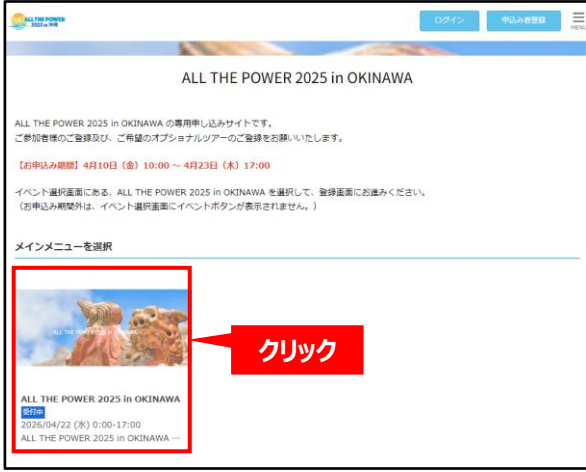 ALL THE POWER
2025 in 沖縄
ログイン
申込み者登録
MENU
ALL THE POWER 2025 in OKINAWA
ALL THE POWER 2025 in OKINAWA の専用申し込みサイトです。
ご参加者様のご登録及び、ご希望のオプショナルツアーのご登録をお願いいたします。
【お申込み期間】4月10日（金）10:00 ～ 4月23日（木）17:00
イベント選択画面にある、ALL THE POWER 2025 in OKINAWA を選択して、登録画面にお進みください。
（お申込み期間外は、イベント選択画面にイベントボタンが表示されません。）
メインメニューを選択
ALL THE POWER 2025 in OKINAWA
クリック
ALL THE POWER 2025 in OKINAWA
受付中
2026/04/22 (水) 0:00-17:00
ALL THE POWER 2025 in OKINAWA …